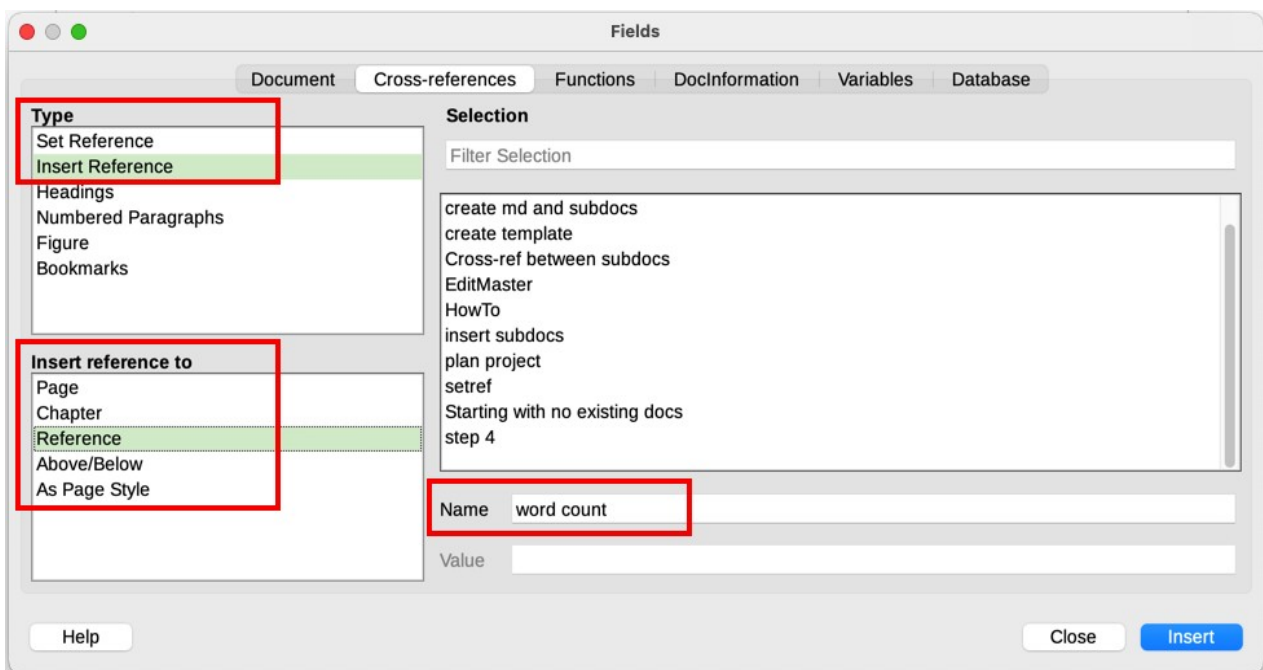 Fields
Document Cross-references Functions DocInformation Variables Database
Type
Set Reference
Insert Reference
Headings
Numbered Paragraphs
Figure
Bookmarks
Insert reference to
Page
Chapter
Reference
Above/Below
As Page Style
Selection
Filter Selection
create md and subdocs
create template
Cross-ref between subdocs
EditMaster
HowTo
insert subdocs
plan project
setref
Starting with no existing docs
step 4
Name word count
Value
Help Close Insert